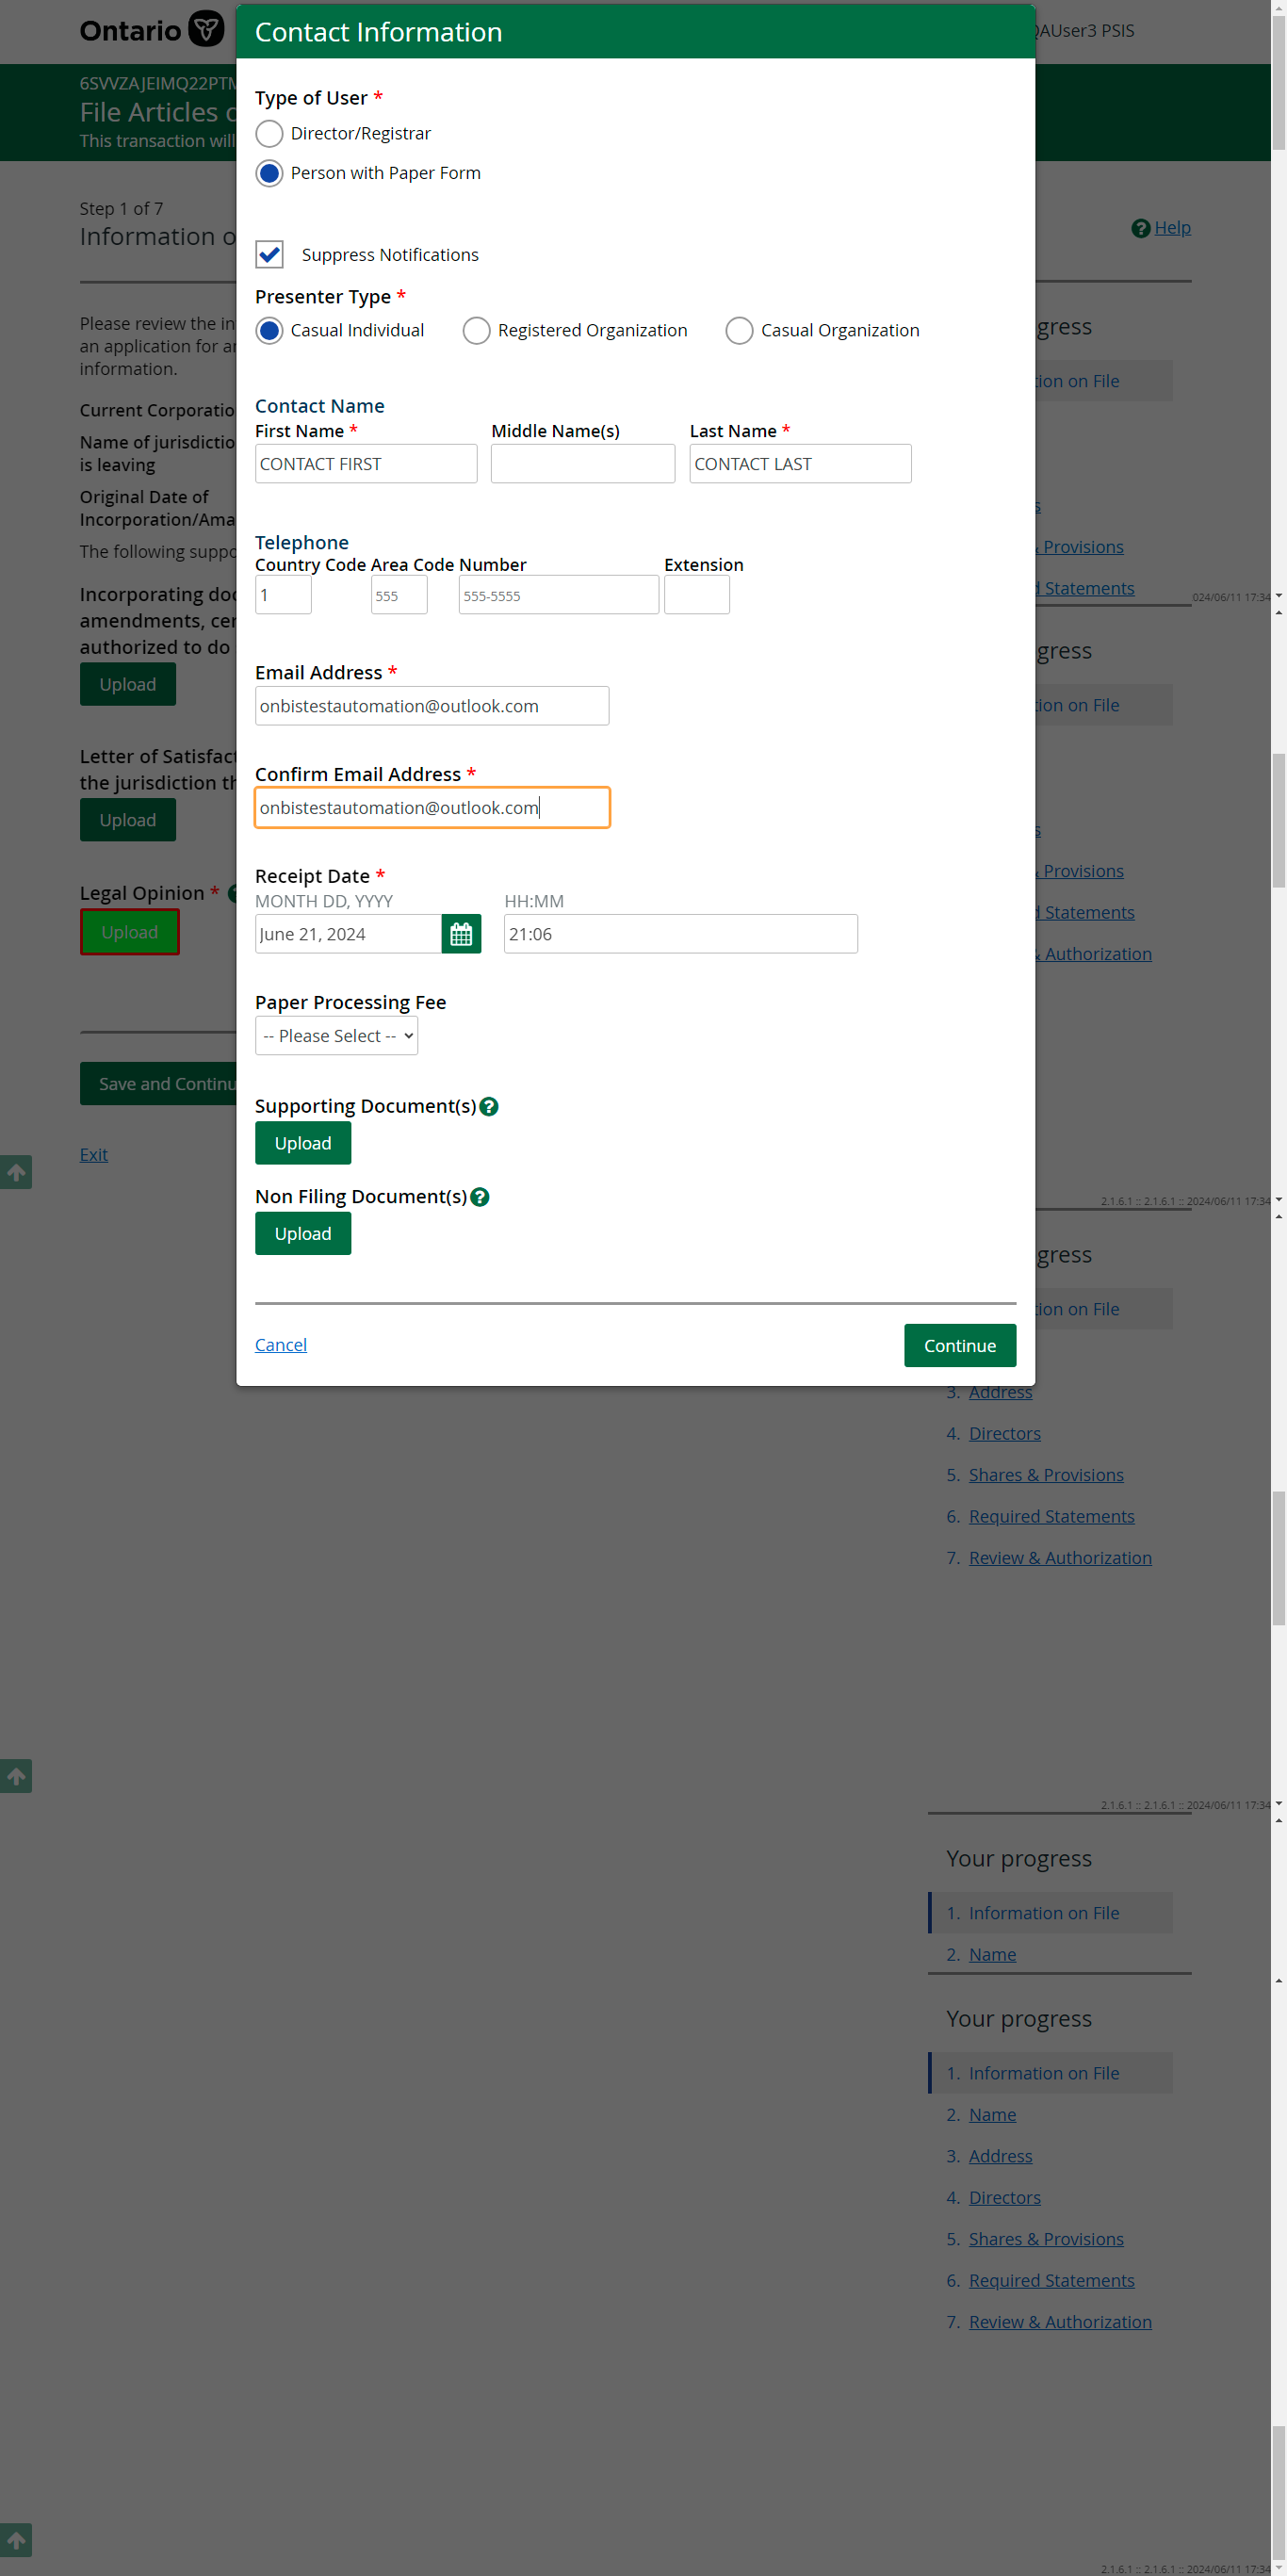 Ontario
QAUser3 PSIS
Contact Information
6SVVZAJEIMQ22PTM
File Articles
This transaction will
Type of User *
Director/Registrar
Person with Paper Form
Step 1 of 7
Information
Help
Suppress Notifications
Presenter Type *
Casual Individual
Registered Organization
Casual Organization
Please review the in
an application for
information.
gress
tion on File
Current Corporatio
Name of jurisdictio
is leaving
Original Date of
Incorporation/Ama
The following suppo
Contact Name
First Name *
Middle Name(s)
Last Name *
CONTACT FIRST
CONTACT LAST
s
& Provisions
d Statements
024/06/11 17:34
Telephone
Country Code
Area Code
Number
Extension
1
555
555-5555
Incorporating doc
amendments, cer
authorized to do
Upload
gress
tion on File
Email Address *
onbistestautomation@outlook.com
Letter of Satisfact
the jurisdiction th
Upload
Confirm Email Address *
onbistestautomation@outlook.com
s
& Provisions
d Statements
& Authorization
Legal Opinion *
Upload
Receipt Date *
MONTH DD, YYYY
HH:MM
June 21, 2024
21:06
Paper Processing Fee
-- Please Select --
Save and Continu
Exit
Supporting Document(s)
Upload
Non Filing Document(s)
Upload
2.1.6.1 :: 2.1.6.1 :: 2024/06/11 17:34
gress
tion on File
Cancel
Continue
3. Address
4. Directors
5. Shares & Provisions
6. Required Statements
7. Review & Authorization
2.1.6.1 :: 2.1.6.1 :: 2024/06/11 17:34
Your progress
1. Information on File
2. Name
Your progress
1. Information on File
2. Name
3. Address
4. Directors
5. Shares & Provisions
6. Required Statements
7. Review & Authorization
2.1.6.1 :: 2.1.6.1 :: 2024/06/11 17:34